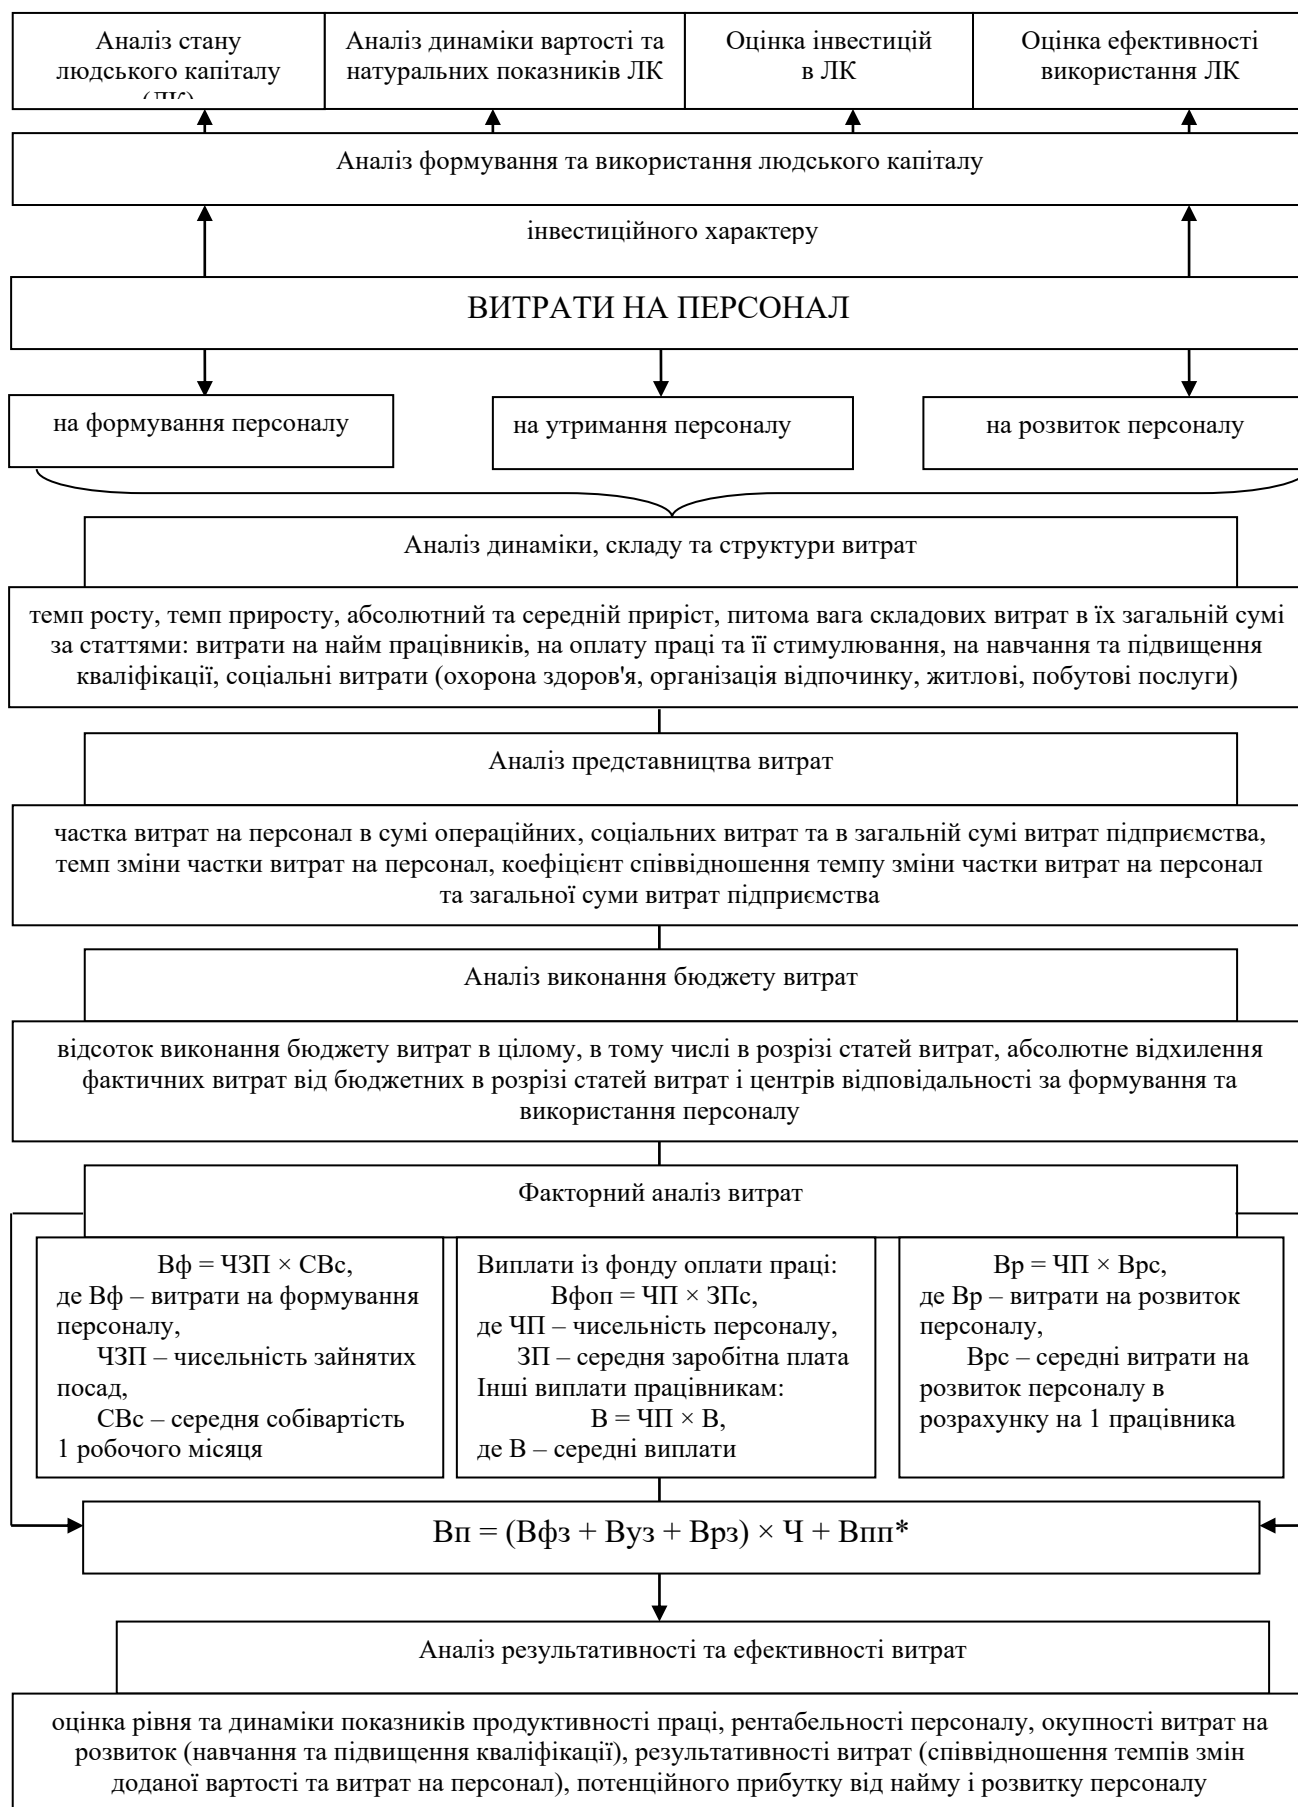 Аналіз стану
людського капіталу
(ЛК)
Аналіз динаміки вартості та
натуральних показників ЛК
Оцінка інвестицій
в ЛК
Оцінка ефективності
використання ЛК
Аналіз формування та використання людського капіталу
інвестиційного характеру
ВИТРАТИ НА ПЕРСОНАЛ
на формування персоналу
на утримання персоналу
на розвиток персоналу
Аналіз динаміки, складу та структури витрат
темп росту, темп приросту, абсолютний та середній приріст, питома вага складових витрат в їх загальній сумі
за статтями: витрати на найм працівників, на оплату праці та її стимулювання, на навчання та підвищення
кваліфікації, соціальні витрати (охорона здоров'я, організація відпочинку, житлові, побутові послуги)
Аналіз представництва витрат
частка витрат на персонал в сумі операційних, соціальних витрат та в загальній сумі витрат підприємства,
темп зміни частки витрат на персонал, коефіцієнт співвідношення темпу зміни частки витрат на персонал
та загальної суми витрат підприємства
Аналіз виконання бюджету витрат
відсоток виконання бюджету витрат в цілому, в тому числі в розрізі статей витрат, абсолютне відхилення
фактичних витрат від бюджетних в розрізі статей витрат і центрів відповідальності за формування та
використання персоналу
Факторний аналіз витрат
Вф = ЧЗП × СВс,
де Вф – витрати на формування
персоналу,
ЧЗП – чисельність зайнятих
посад,
СВс – середня собівартість
1 робочого місяця
Виплати із фонду оплати праці:
Вфоп = ЧП × ЗПс,
де ЧП – чисельність персоналу,
ЗП – середня заробітна плата
Інші виплати працівникам:
В = ЧП × В,
де В – середні виплати
Вр = ЧП × Врс,
де Вр – витрати на розвиток
персоналу,
Врс – середні витрати на
розвиток персоналу в
розрахунку на 1 працівника
Вп = (Вфз + Вуз + Врз) × Ч + Впп*
Аналіз результативності та ефективності витрат
оцінка рівня та динаміки показників продуктивності праці, рентабельності персоналу, окупності витрат на
розвиток (навчання та підвищення кваліфікації), результативності витрат (співвідношення темпів змін
доданої вартості та витрат на персонал), потенційного прибутку від найму і розвитку персоналу